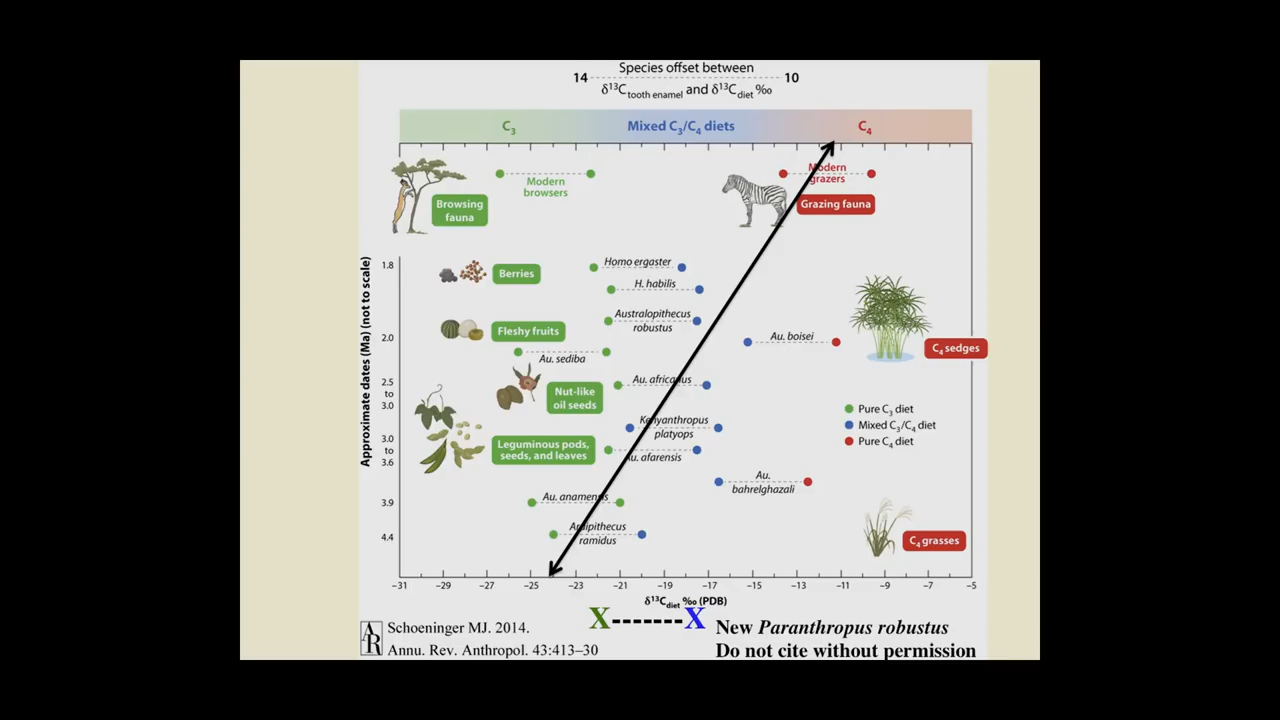 Species offset between
14 10
δ¹³C tooth enamel and δ¹³C diet ‰
C₃ Mixed C₃/C₄ diets C₄
Modern
browsers
Modern
grazers
Browsing
fauna
Grazing fauna
Approximate dates (Ma) (not to scale)
1.8
Berries
Homo ergaster
H. habilis
Australopithecus
robustus
Fleshy fruits
2.0
Au. boisei
C₄ sedges
Au. sediba
2.5
to
3.0
Nut-like
oil seeds
Au. africanus
Pure C₃ diet
Mixed C₃/C₄ diet
Pure C₄ diet
Kenyanthropus
platyops
3.0
to
3.6
Leguminous pods,
seeds, and leaves
Au. afarensis
Au.
bahrelghazali
3.9
Au. anamensis
4.4
Ardipithecus
ramidus
C₄ grasses
−31 −29 −27 −25 −23 −21 −19 −17 −15 −13 −11 −9 −7 −5
δ¹³C diet ‰ (PDB)
X-------X
AR
Schoeninger MJ. 2014.
Annu. Rev. Anthropol. 43:413–30
New Paranthropus robustus
Do not cite without permission